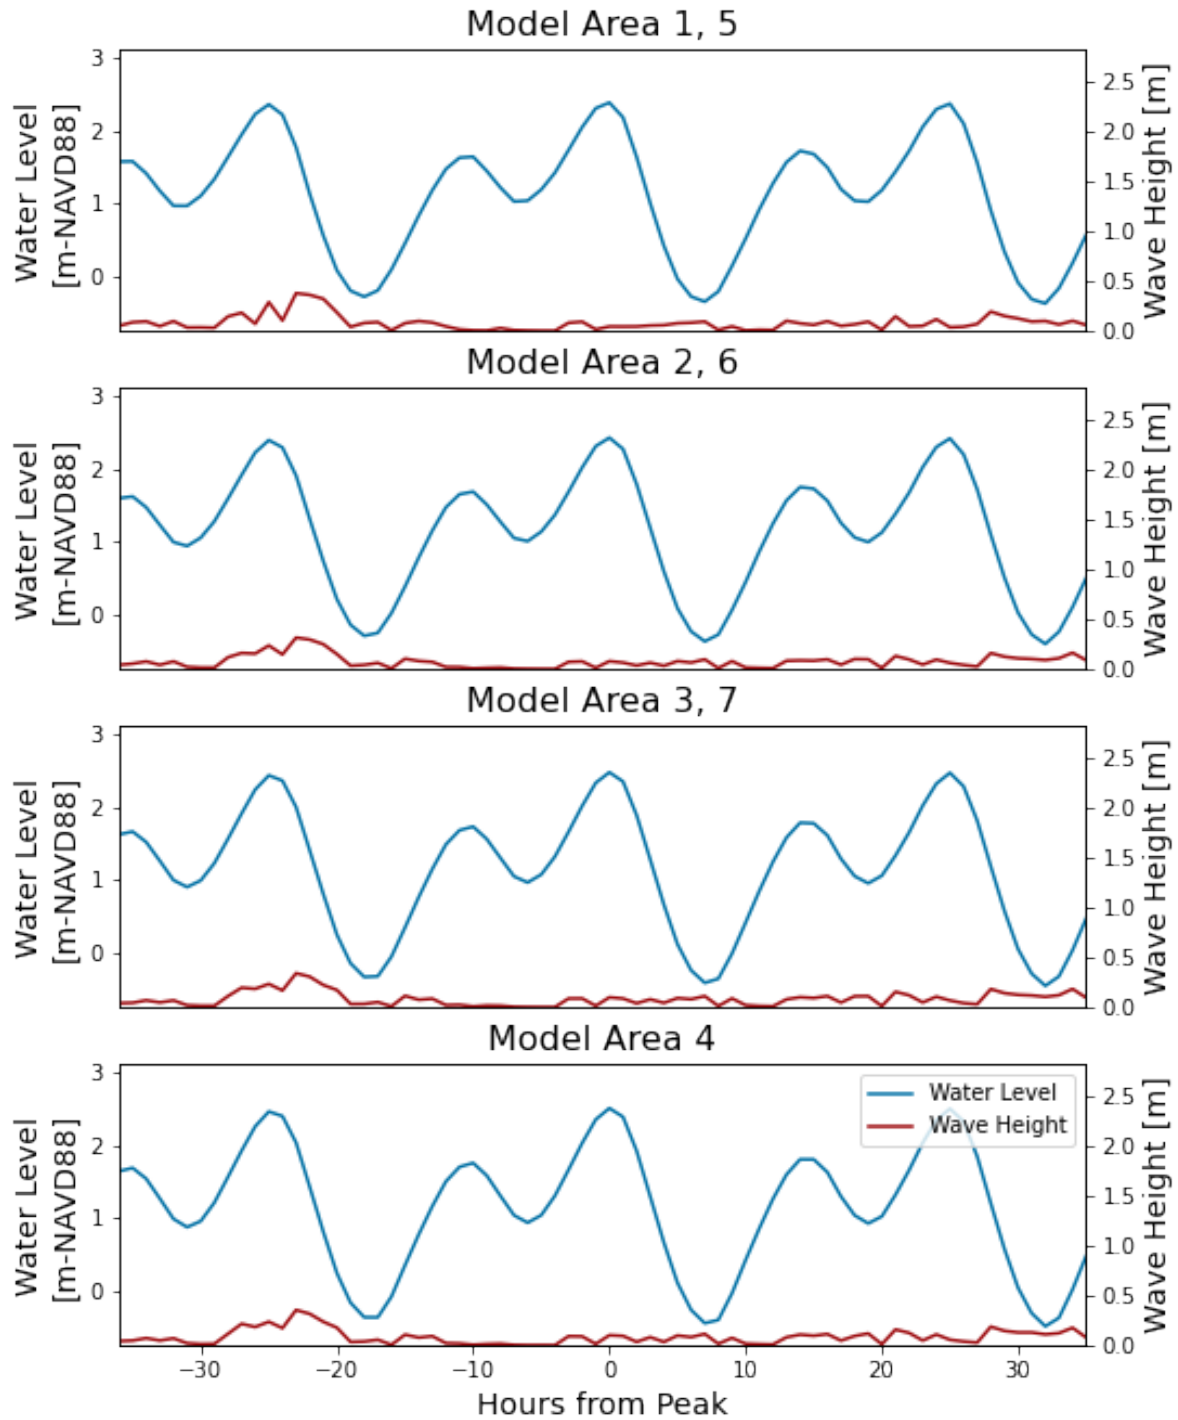 Model Area 1, 5
Water Level
[m-NAVD88]
3
2
1
0
2.5
2.0
1.5
1.0
0.5
0.0
Wave Height [m]
Model Area 2, 6
Water Level
[m-NAVD88]
3
2
1
0
2.5
2.0
1.5
1.0
0.5
0.0
Wave Height [m]
Model Area 3, 7
Water Level
[m-NAVD88]
3
2
1
0
2.5
2.0
1.5
1.0
0.5
0.0
Wave Height [m]
Model Area 4
Water Level
[m-NAVD88]
3
2
1
0
Water Level
Wave Height
2.5
2.0
1.5
1.0
0.5
0.0
Wave Height [m]
−30 −20 −10 0 10 20 30
Hours from Peak